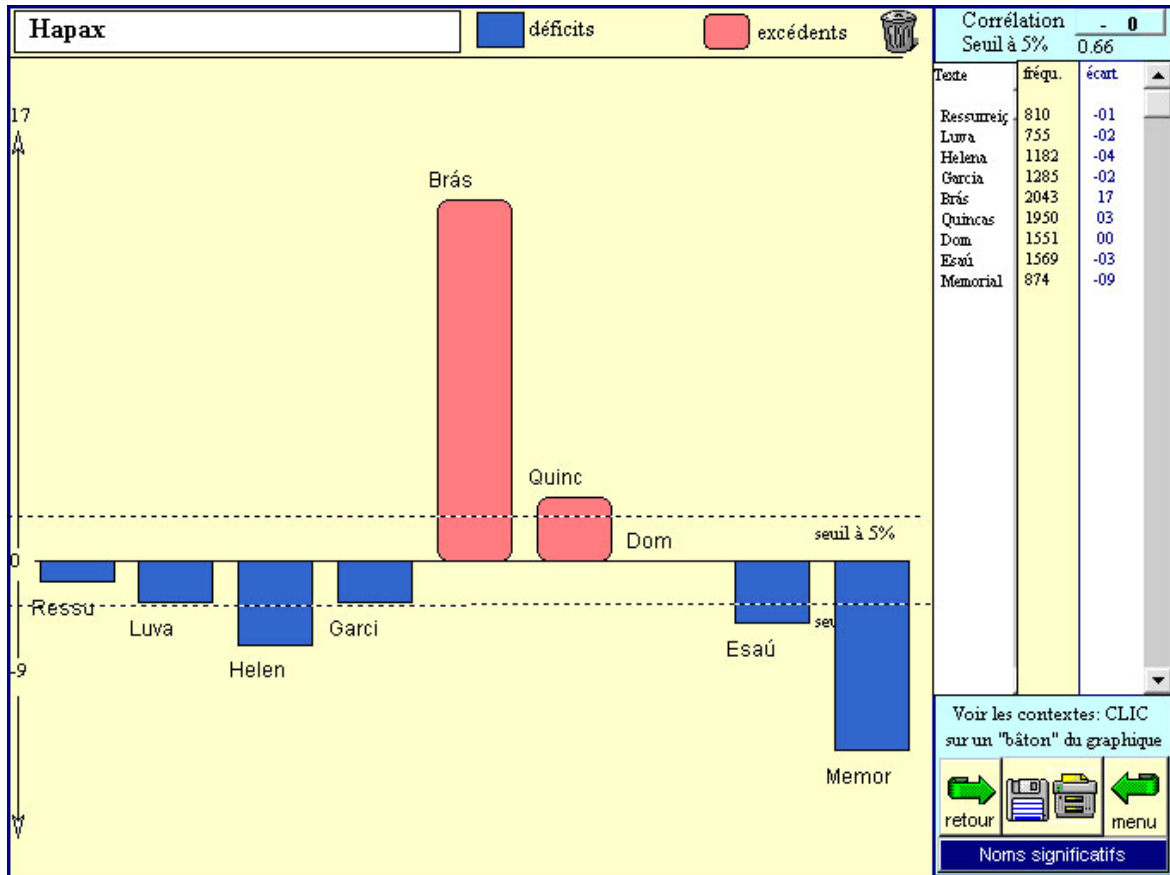 Hapax
déficits
excédents
Corrélation - 0
Seuil à 5% 0.66
Texte fréqu. écart
Ressurreiç 810 -01
Luva 755 -02
Helena 1182 -04
Garcia 1285 -02
Brás 2043 17
Quincas 1950 03
Dom 1551 00
Esaú 1569 -03
Memorial 874 -09
17
Brás
Quinc
Dom
seuil à 5%
0
Ressu
Luva
Garci
seu
Helen
Esaú
-9
Memor
Voir les contextes: CLIC
sur un "bâton" du graphique
retour
menu
Noms significatifs